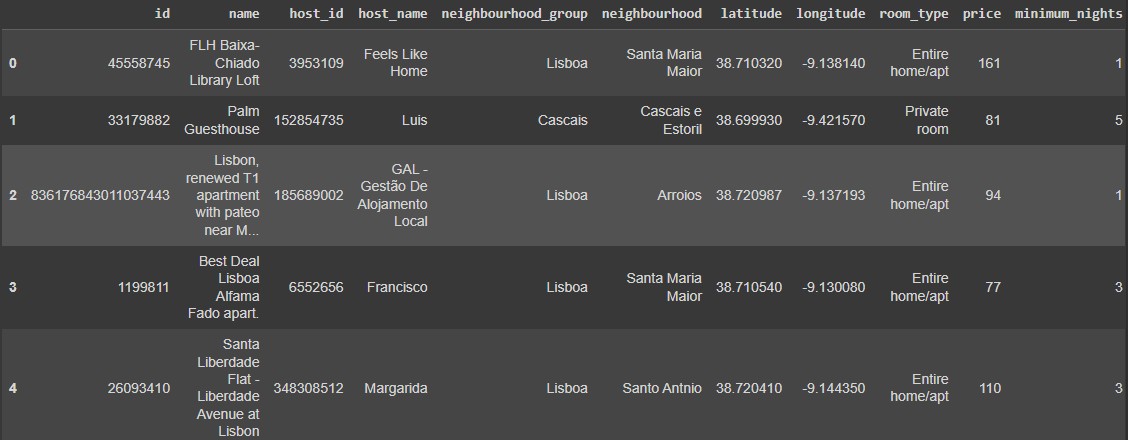 id name host_id host_name neighbourhood_group neighbourhood latitude longitude room_type price minimum_nights
0 45558745 FLH Baixa-Chiado Library Loft 3953109 Feels Like Home Lisboa Santa Maria Maior 38.710320 -9.138140 Entire home/apt 161 1
1 33179882 Palm Guesthouse 152854735 Luis Cascais Cascais e Estoril 38.699930 -9.421570 Private room 81 5
2 836176843011037443 Lisbon, renewed T1 apartment with pateo near M... 185689002 GAL - Gestão De Alojamento Local Lisboa Arroios 38.720987 -9.137193 Entire home/apt 94 1
3 1199811 Best Deal Lisboa Alfama Fado apart. 6552656 Francisco Lisboa Santa Maria Maior 38.710540 -9.130080 Entire home/apt 77 3
4 26093410 Santa Liberdade Flat - Liberdade Avenue at Lisbon 348308512 Margarida Lisboa Santo Antnio 38.720410 -9.144350 Entire home/apt 110 3